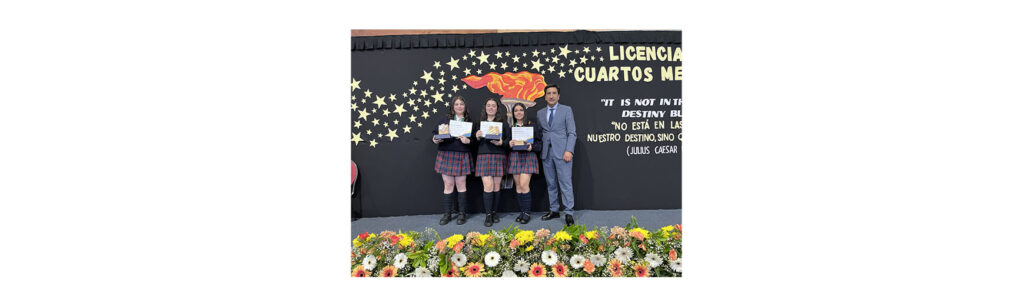 LICENCIA
CUARTOS ME
"IT IS NOT IN TH
DESTINY BU
"NO ESTÁ EN LAS
NUESTRO DESTINO, SINO
(JULIUS CAESAR